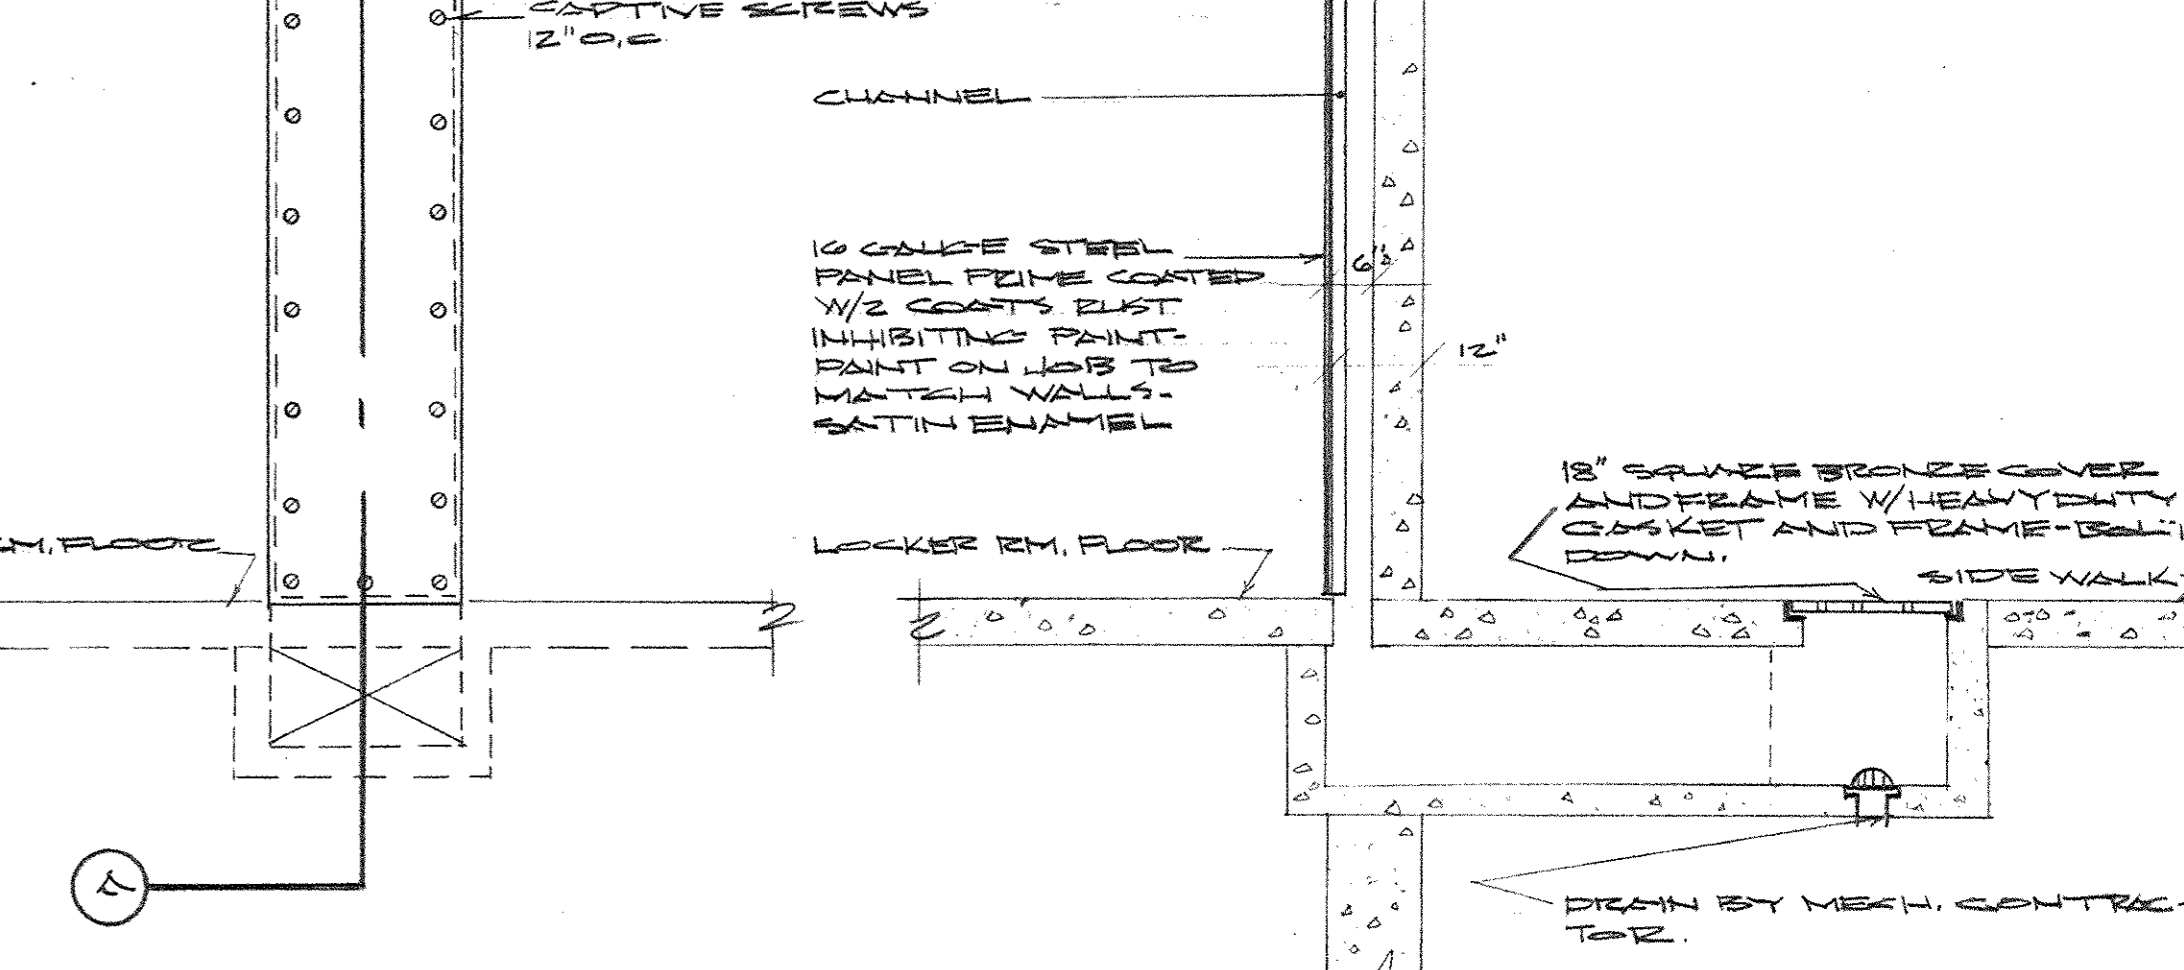 CAPTIVE SCREWS
12" O.C.
CHANNEL
16 GAUGE STEEL
PANEL PRIME COATED
W/2 COATS RUST
INHIBITING PAINT-
PAINT ON JOB TO
MATCH WALLS-
SATIN ENAMEL
6"
12"
RM. FLOOR
LOCKER RM. FLOOR
18" SQUARE BRONZE COVER
AND FRAME W/HEAVY DUTY
GASKET AND FRAME-BOLT
DOWN.
SIDE WALK
A
DRAIN BY MECH. CONTRAC-
TOR.